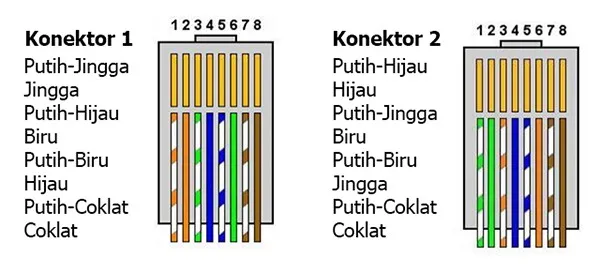 Konektor 1
12345678
Putih-Jingga
Jingga
Putih-Hijau
Biru
Putih-Biru
Hijau
Putih-Coklat
Coklat
Konektor 2
12345678
Putih-Hijau
Hijau
Putih-Jingga
Biru
Putih-Biru
Jingga
Putih-Coklat
Coklat